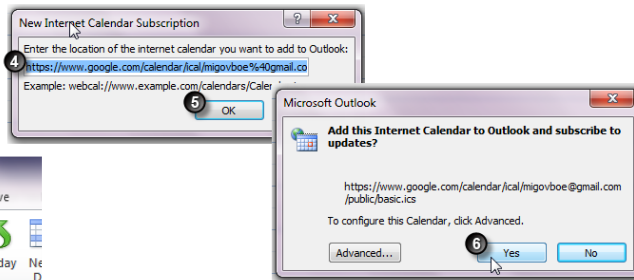 New Internet Calendar Subscription
Enter the location of the internet calendar you want to add to Outlook:
4
https://www.google.com/calendar/ical/migovboe%40gmail.co
Example: webcal://www.example.com/calendars/
5
OK
Microsoft Outlook
Add this Internet Calendar to Outlook and subscribe to
updates?
https://www.google.com/calendar/ical/migovboe@gmail.com
/public/basic.ics
To configure this Calendar, click Advanced.
Advanced...
6
Yes
No